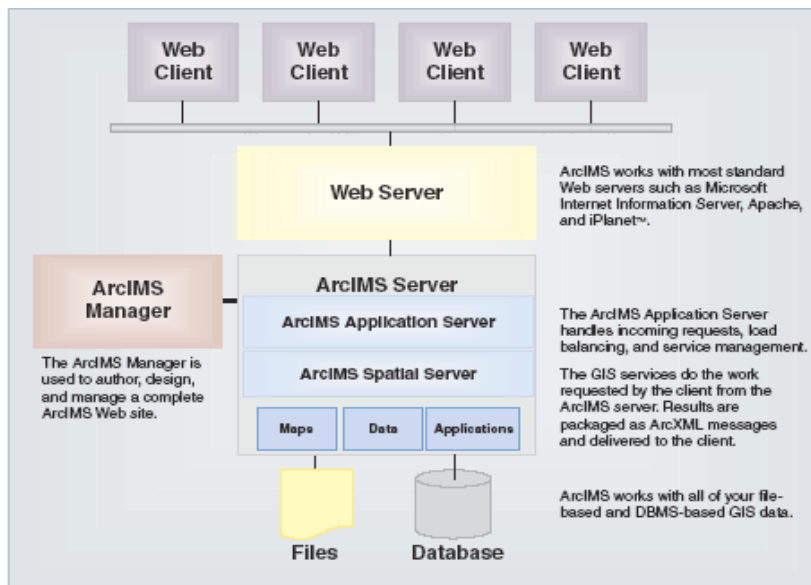 Web
Client
Web
Client
Web
Client
Web
Client
Web Server
ArcIMS works with most standard
Web servers such as Microsoft
Internet Information Server, Apache,
and iPlanet™.
ArcIMS
Manager
The ArcIMS Manager is
used to author, design,
and manage a complete
ArcIMS Web site.
ArcIMS Server
ArcIMS Application Server
ArcIMS Spatial Server
Maps
Data
Applications
The ArcIMS Application Server
handles incoming requests, load
balancing, and service management.
The GIS services do the work
requested by the client from the
ArcIMS server. Results are
packaged as ArcXML messages
and delivered to the client.
Files
Database
ArcIMS works with all of your file-
based and DBMS-based GIS data.